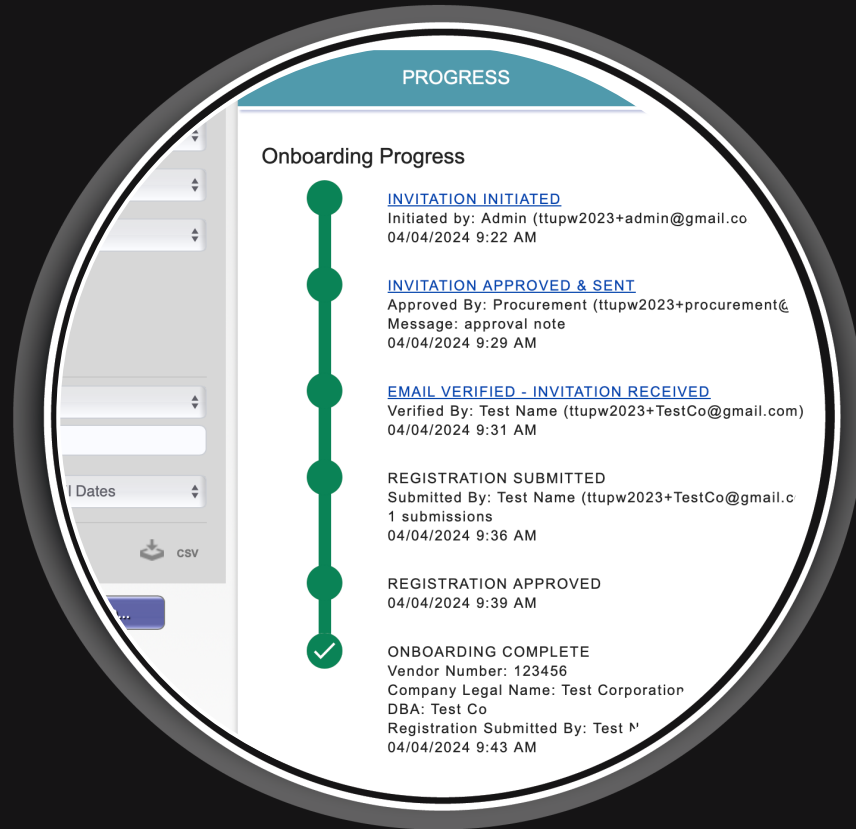 PROGRESS
Onboarding Progress
INVITATION INITIATED
Initiated by: Admin (ttupw2023+admin@gmail.co
04/04/2024 9:22 AM
INVITATION APPROVED & SENT
Approved By: Procurement (ttupw2023+procurement@
Message: approval note
04/04/2024 9:29 AM
EMAIL VERIFIED - INVITATION RECEIVED
Verified By: Test Name (ttupw2023+TestCo@gmail.com)
04/04/2024 9:31 AM
REGISTRATION SUBMITTED
Submitted By: Test Name (ttupw2023+TestCo@gmail.c
1 submissions
04/04/2024 9:36 AM
REGISTRATION APPROVED
04/04/2024 9:39 AM
ONBOARDING COMPLETE
Vendor Number: 123456
Company Legal Name: Test Corporation
DBA: Test Co
Registration Submitted By: Test
04/04/2024 9:43 AM
Dates
csv